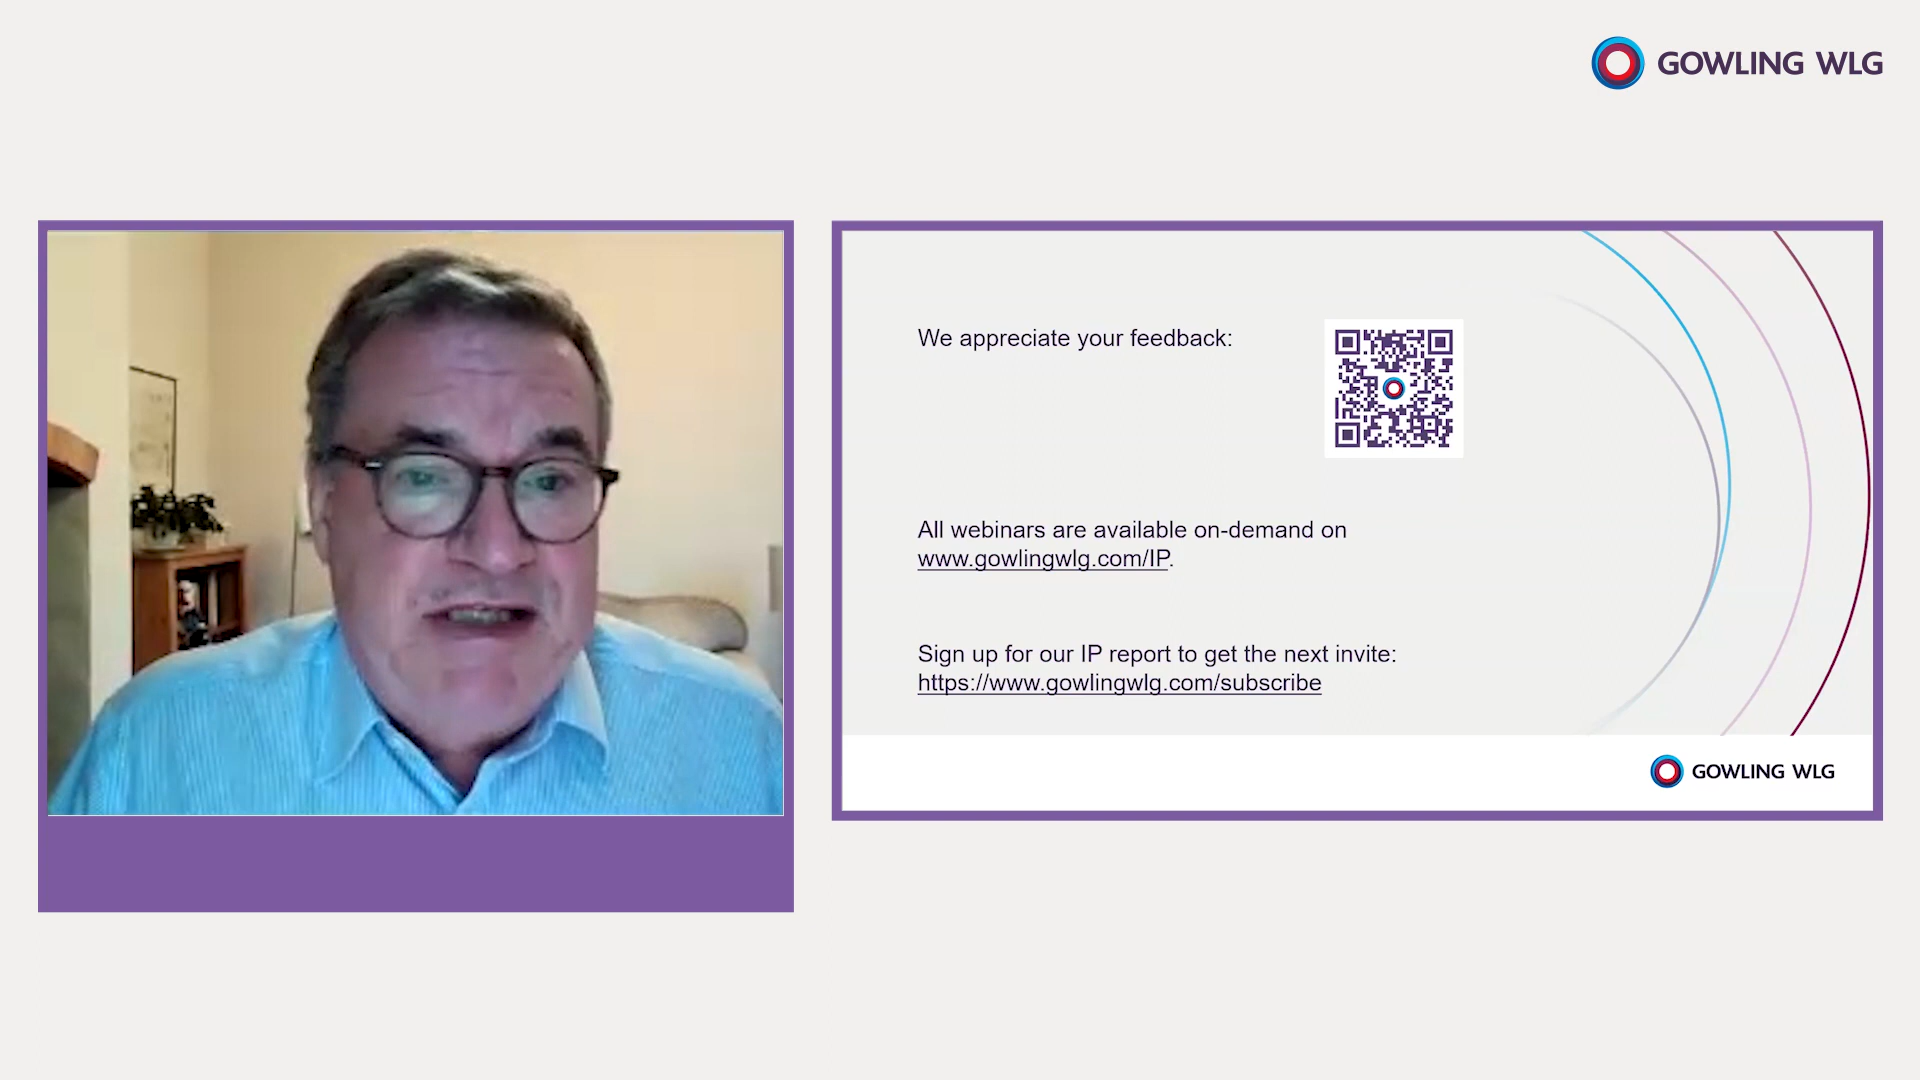 GOWLING WLG
We appreciate your feedback:
All webinars are available on-demand on
www.gowlingwlg.com/IP.
Sign up for our IP report to get the next invite:
https://www.gowlingwlg.com/subscribe
GOWLING WLG